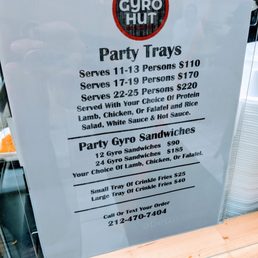 GYRO
HUT
Party Trays
Serves 11-13 Persons $110
Serves 17-19 Persons $170
Serves 22-25 Persons $220
Served With Your Choice Of Protein
Lamb, Chicken, Or Falafel and Rice
Salad, White Sauce & Hot Sauce.
Party Gyro Sandwiches
12 Gyro Sandwiches $90
24 Gyro Sandwiches $185
Your Choice Of Lamb, Chicken, Or Falafel.
Small Tray Of Crinkle Fries $25
Large Tray Of Crinkle Fries $40
Call Or Text Your Order
212-470-7404